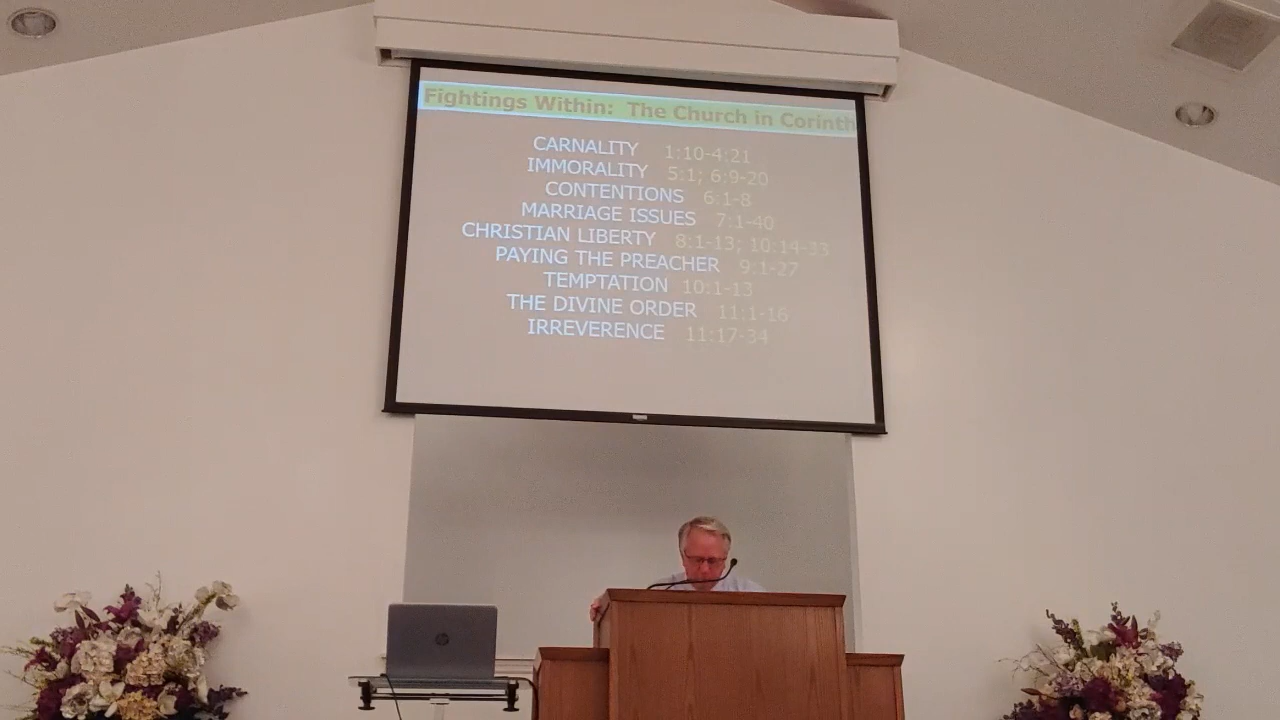 Fightings Within: The Church in Corinth
CARNALITY 1:10-4:21
IMMORALITY 5:1; 6:9-20
CONTENTIONS 6:1-8
MARRIAGE ISSUES 7:1-40
CHRISTIAN LIBERTY 8:1-13; 10:14-33
PAYING THE PREACHER 9:1-27
TEMPTATION 10:1-13
THE DIVINE ORDER 11:1-16
IRREVERENCE 11:17-34
hp